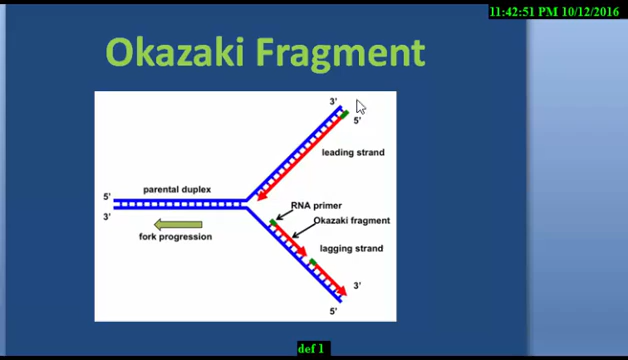 11:42:51 PM 10/12/2016
Okazaki Fragment
3'
5'
leading strand
parental duplex
5'
3'
fork progression
RNA primer
Okazaki fragment
lagging strand
3'
5'
def 1